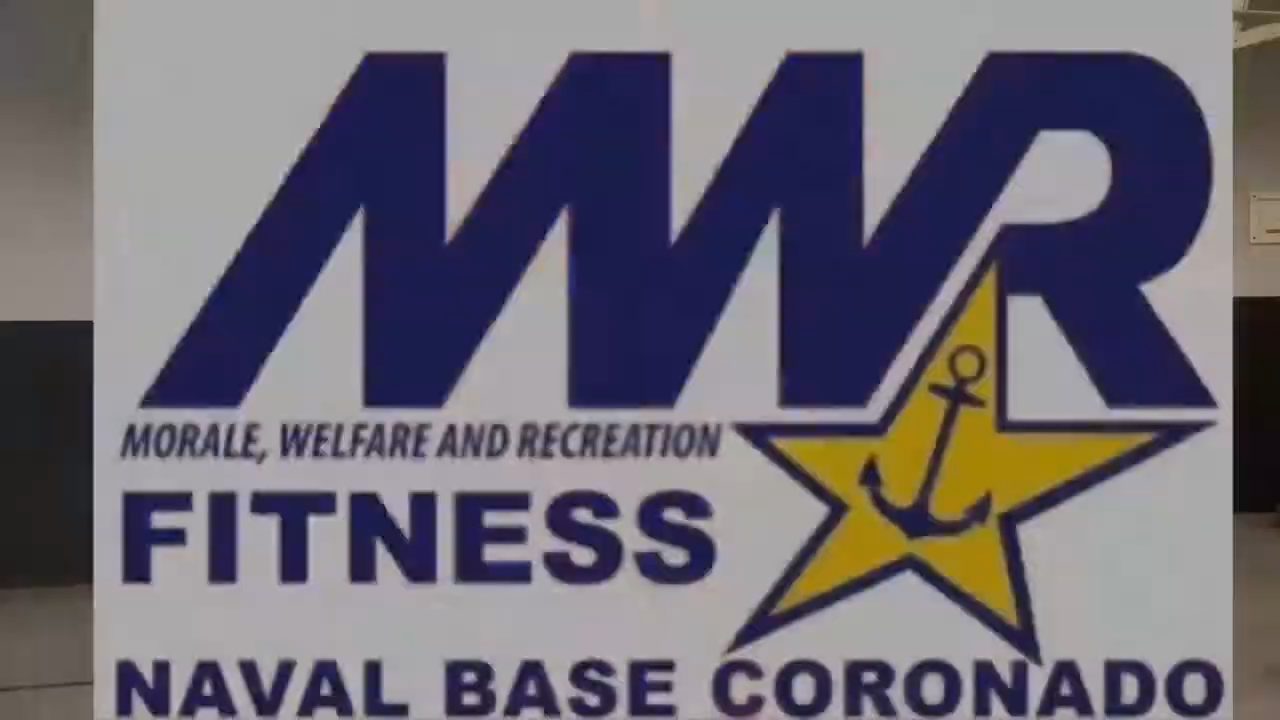 MWR
MORALE, WELFARE AND RECREATION
FITNESS
NAVAL BASE CORONADO